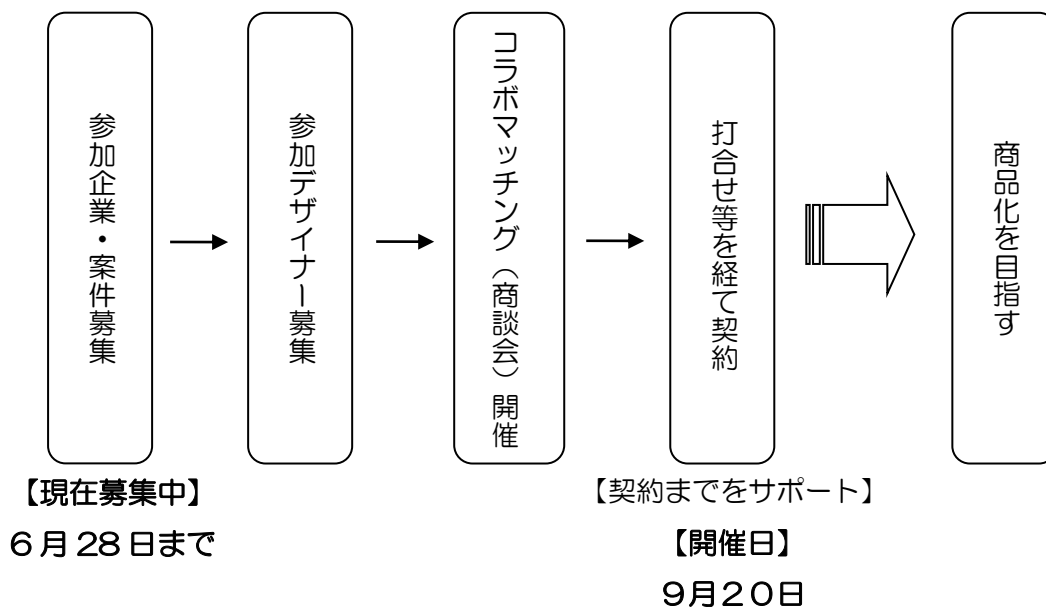 参加企業・案件募集
参加デザイナー募集
コラボマッチング（商談会）開催
打合せ等を経て契約
商品化を目指す
【現在募集中】
６月28日まで
【契約までをサポート】
【開催日】
９月２０日